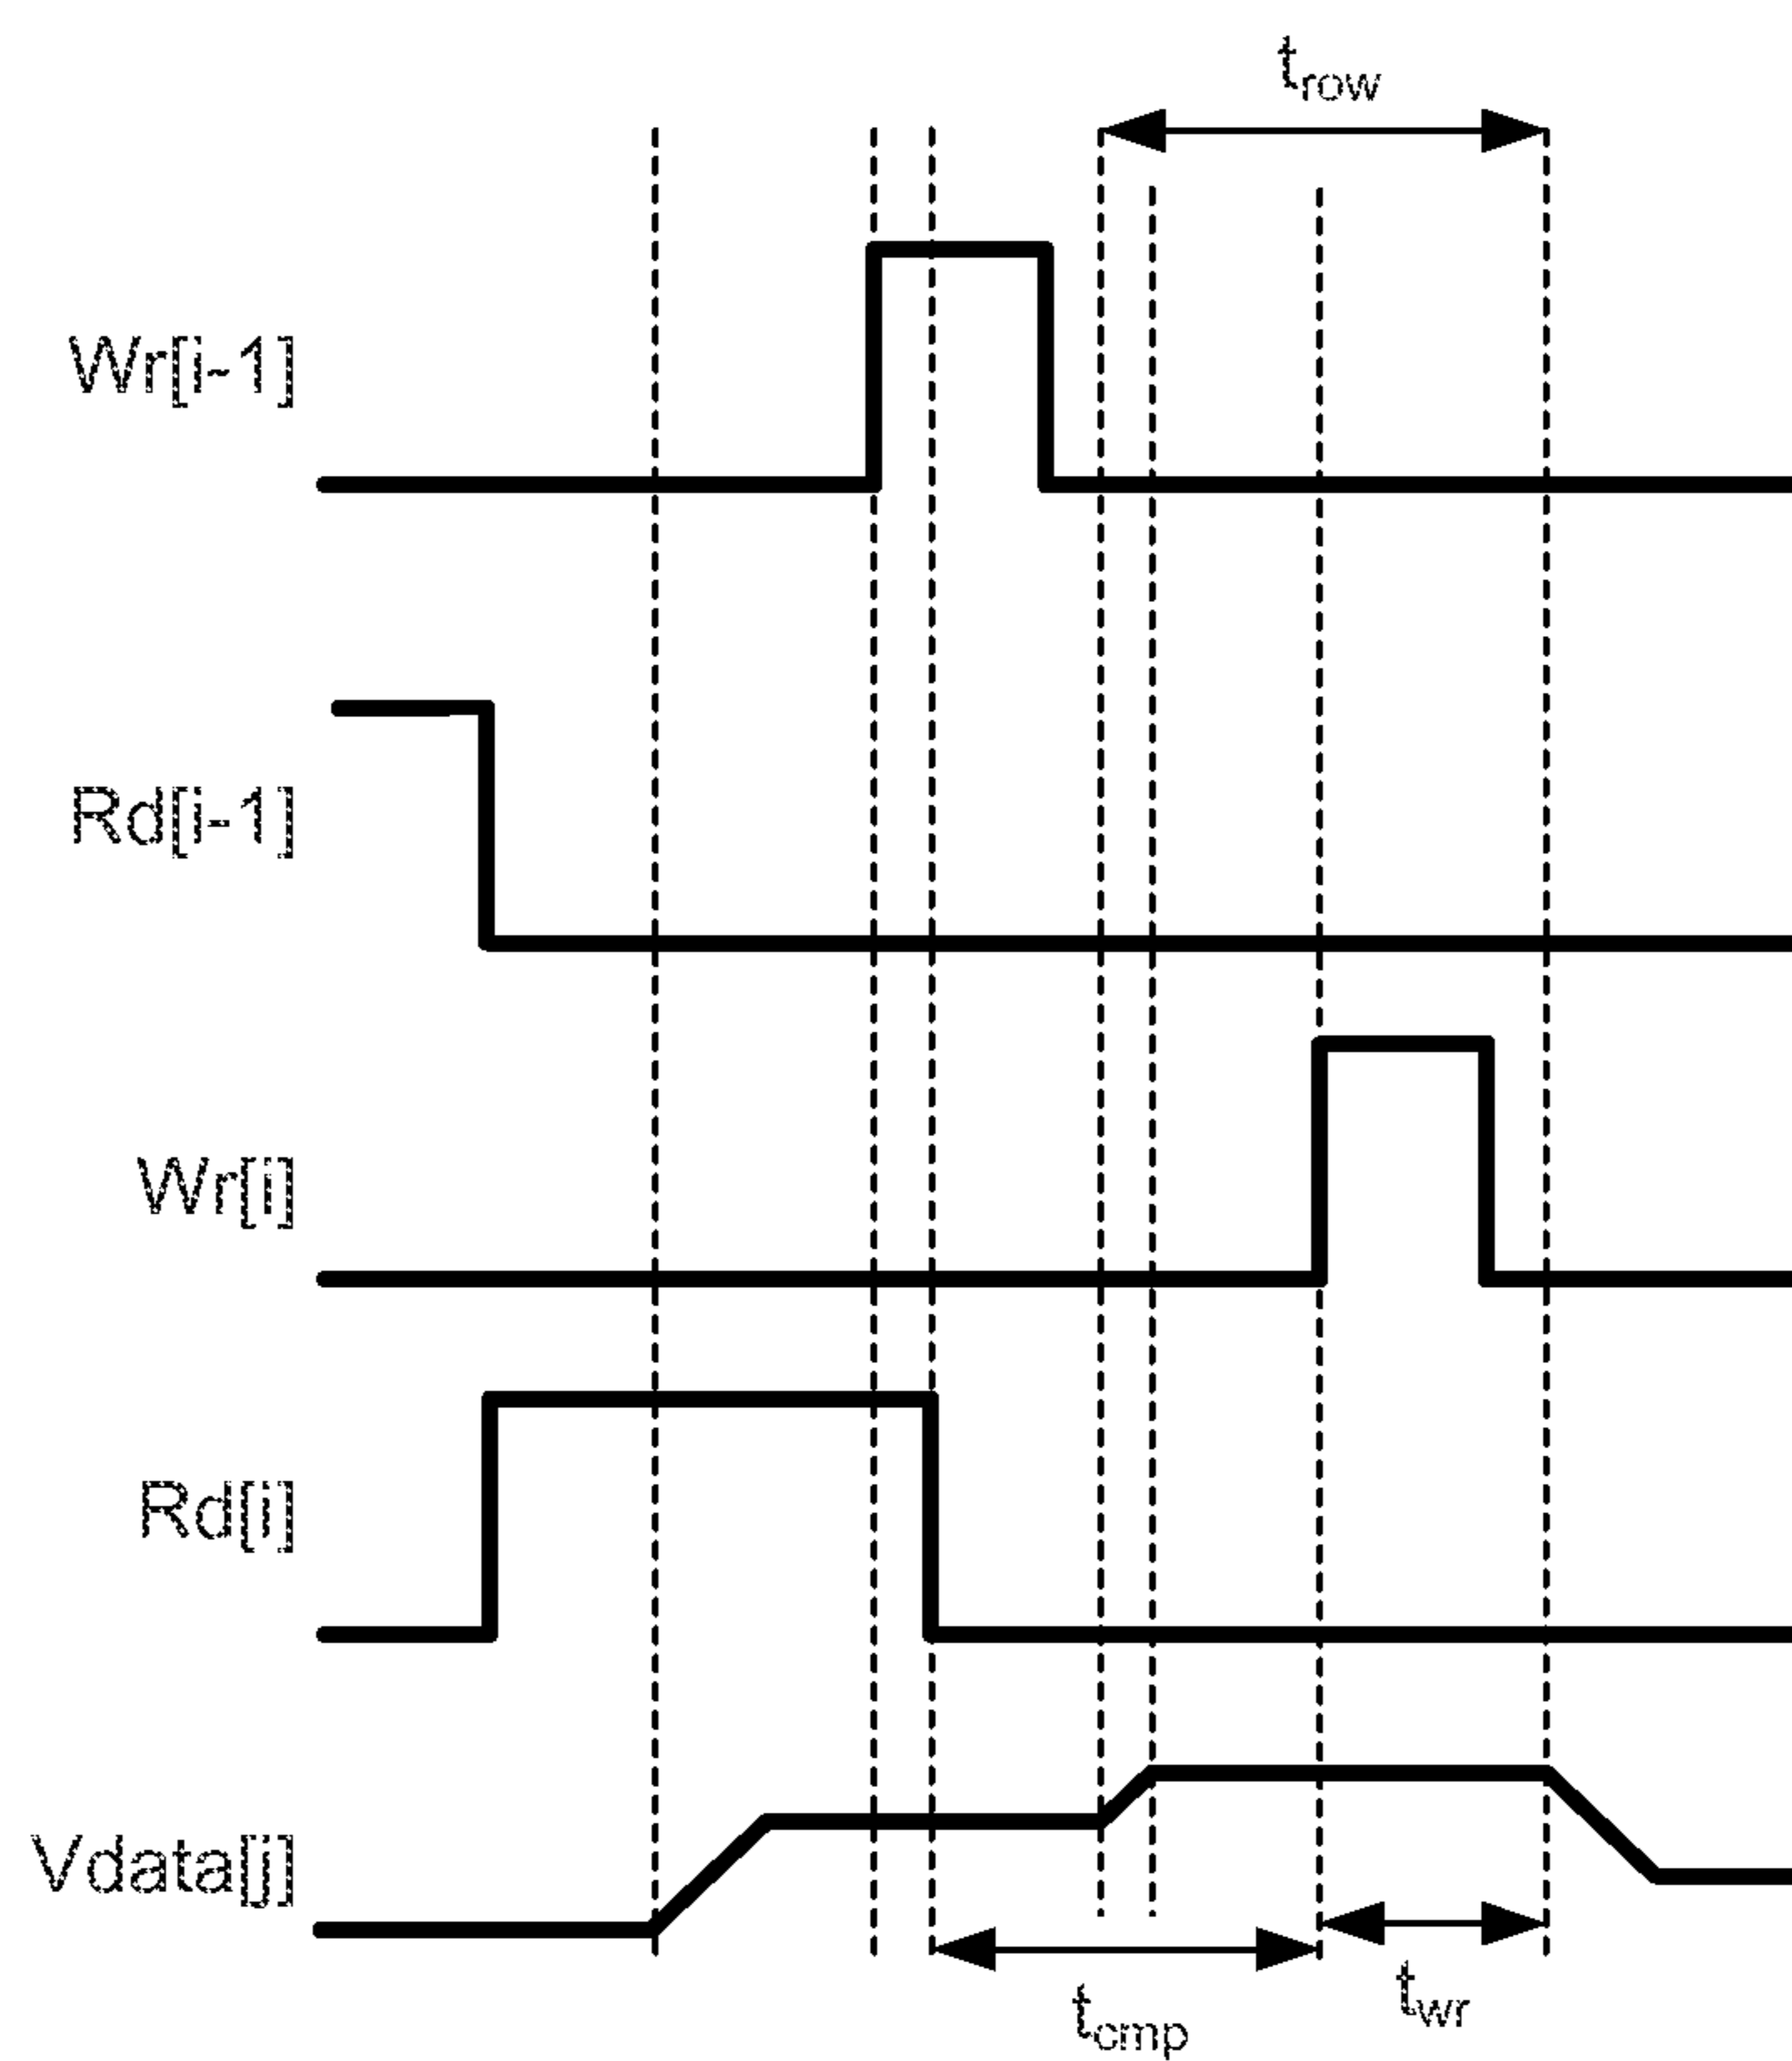 t_row
Wr[i-1]
Rd[i-1]
Wr[i]
Rd[i]
Vdata[j]
t_cmp
t_wr